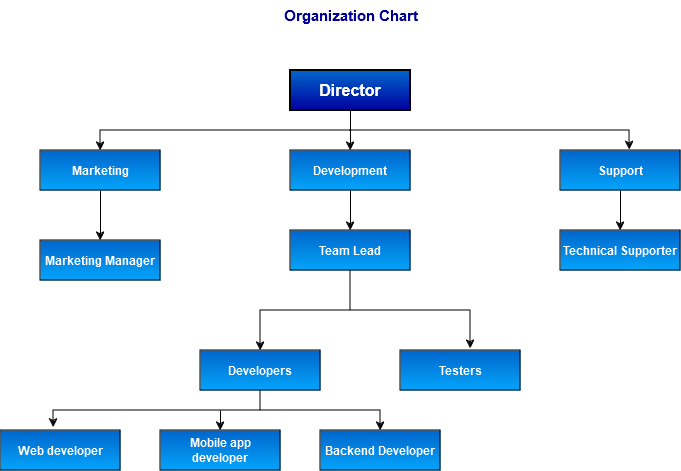 Organization Chart
Director
Marketing
Development
Support
Marketing Manager
Team Lead
Technical Supporter
Developers
Testers
Web developer
Mobile app
developer
Backend Developer